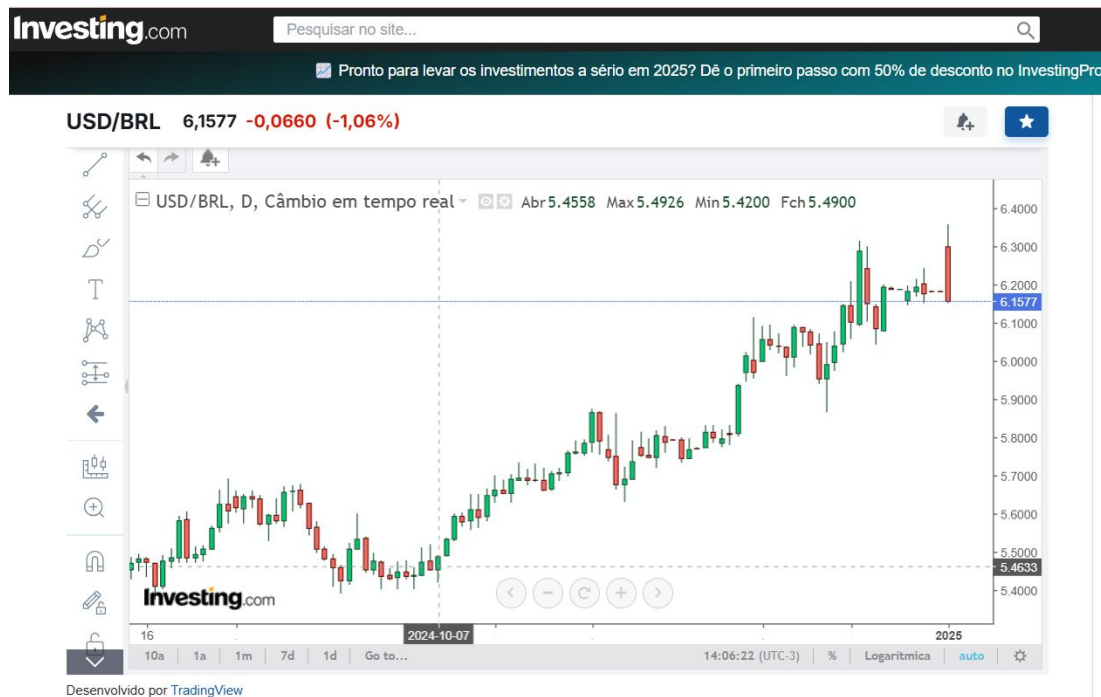 Investing.com
Pesquisar no site...
Pronto para levar os investimentos a sério em 2025? Dê o primeiro passo com 50% de desconto no InvestingPro
USD/BRL 6,1577 -0,0660 (-1,06%)
USD/BRL, D, Câmbio em tempo real Abr 5.4558 Max 5.4926 Min 5.4200 Fch 5.4900
6.4000
6.3000
6.2000
6.1577
6.1000
6.0000
5.9000
5.8000
5.7000
5.6000
5.5000
5.4633
5.4000
Investing.com
16 2024-10-07 2025
10a 1a 1m 7d 1d Go to... 14:06:22 (UTC-3) % Logarítmica auto
Desenvolvido por TradingView